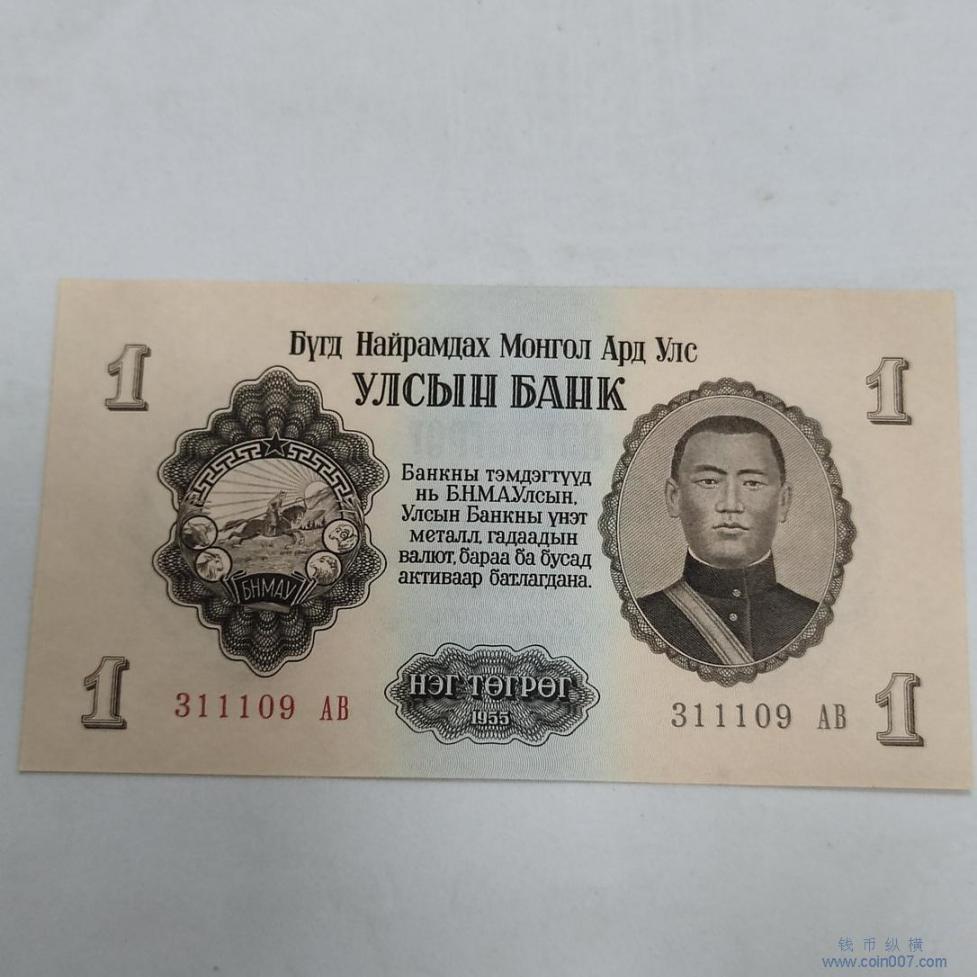 Бүгд Найрамдах Монгол Ард Улс
УЛСЫН БАНК
1
1
Банкны тэмдэгтүүд
нь Б.Н.М.А.Улсын,
Улсын Банкны үнэт
металл, гадаадын
валют, бараа ба бусад
активаар батлагдана.
БНМАУ
1
311109 АВ
НЭГ ТӨГРӨГ
1955
311109 АВ
1
钱币纵横
www.coin007.com